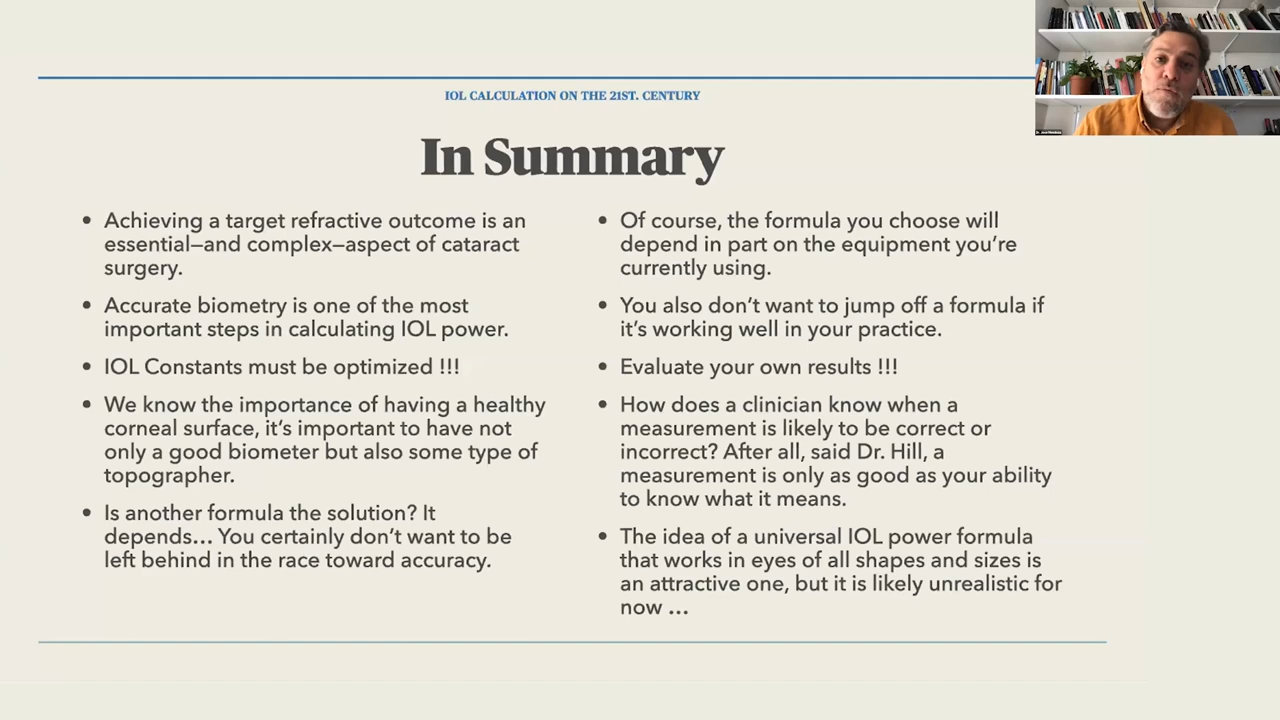 IOL CALCULATION ON THE 21ST. CENTURY
In Summary
• Achieving a target refractive outcome is an
essential—and complex—aspect of cataract
surgery.
• Accurate biometry is one of the most
important steps in calculating IOL power.
• IOL Constants must be optimized !!!
• We know the importance of having a healthy
corneal surface, it's important to have not
only a good biometer but also some type of
topographer.
• Is another formula the solution? It
depends... You certainly don't want to be
left behind in the race toward accuracy.
• Of course, the formula you choose will
depend in part on the equipment you're
currently using.
• You also don't want to jump off a formula if
it's working well in your practice.
• Evaluate your own results !!!
• How does a clinician know when a
measurement is likely to be correct or
incorrect? After all, said Dr. Hill, a
measurement is only as good as your ability
to know what it means.
• The idea of a universal IOL power formula
that works in eyes of all shapes and sizes is
an attractive one, but it is likely unrealistic for
now ...